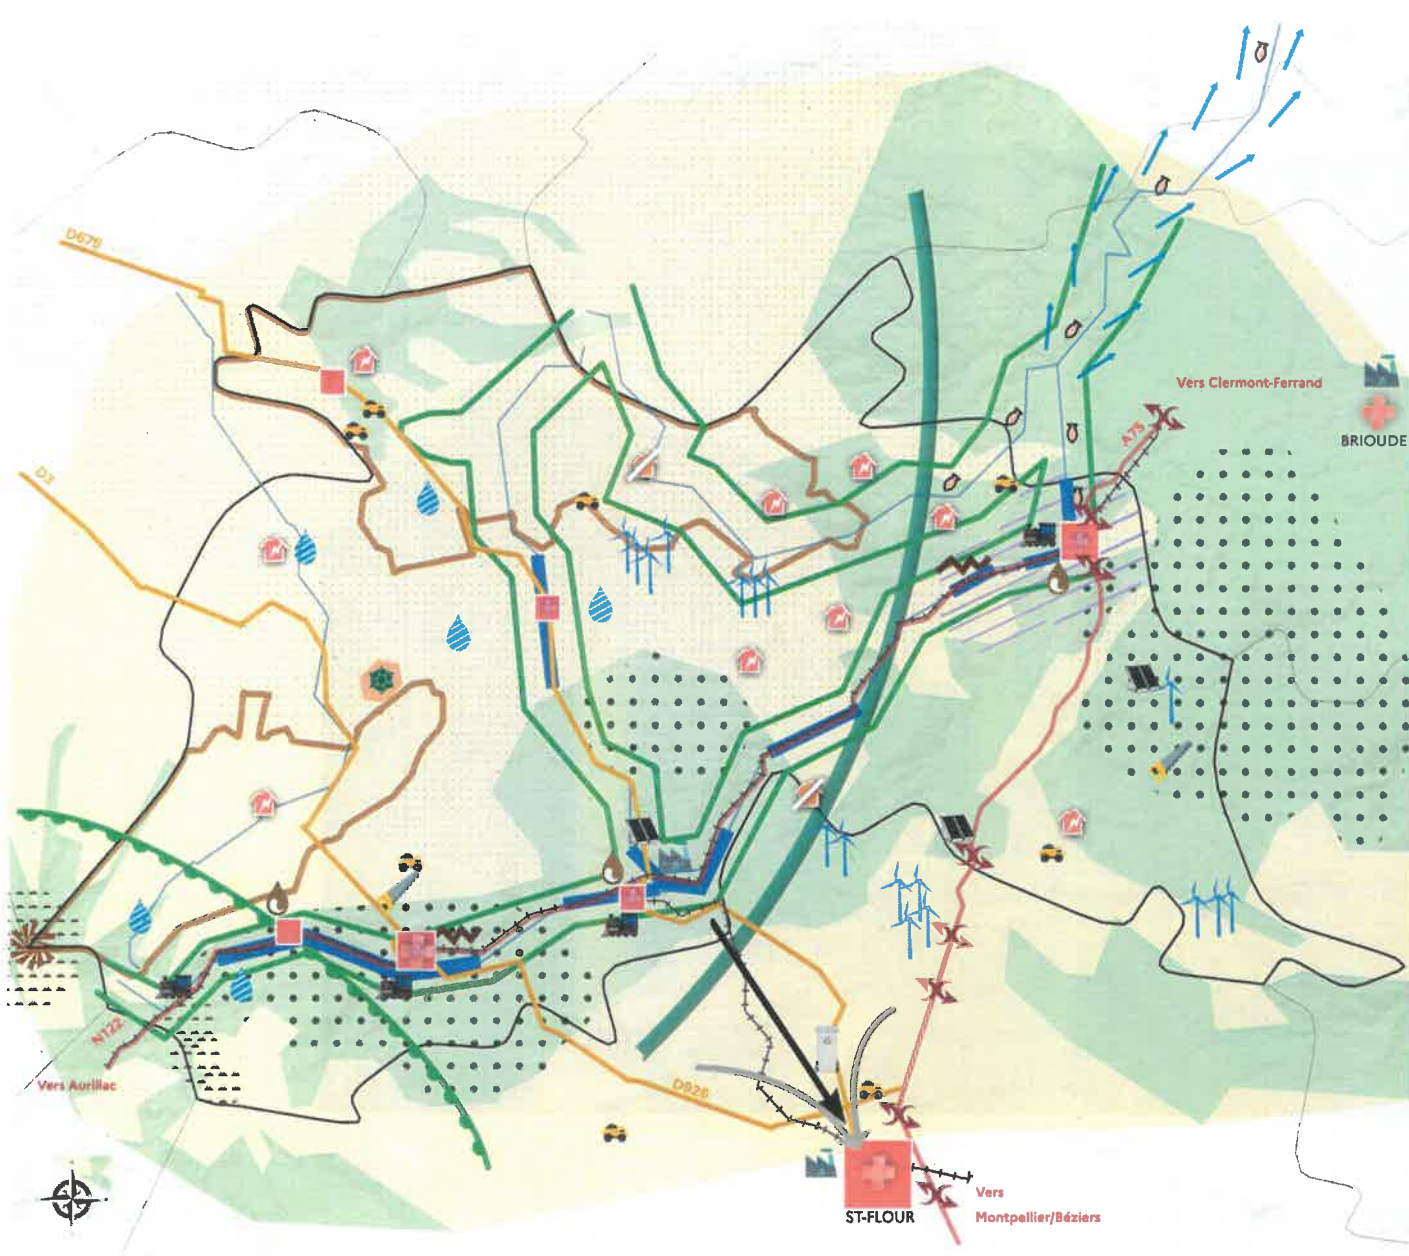 D679
Vers Clermont-Ferrand
A75
BRIOUDE
D3
N122
Vers Aurillac
D926
ST-FLOUR
Vers
Montpellier/Béziers